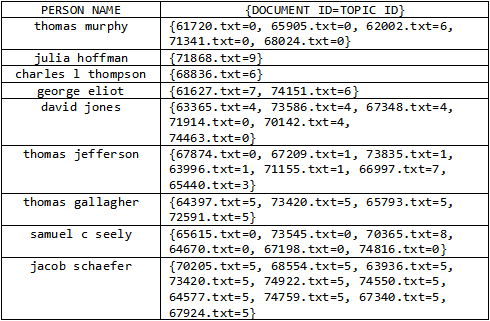 PERSON NAME {DOCUMENT ID=TOPIC ID}
thomas murphy {61720.txt=0, 65905.txt=0, 62002.txt=6,
71341.txt=0, 68024.txt=0}
julia hoffman {71868.txt=9}
charles l thompson {68836.txt=6}
george eliot {61627.txt=7, 74151.txt=6}
david jones {63365.txt=4, 73586.txt=4, 67348.txt=4,
71914.txt=0, 70142.txt=4,
74463.txt=0}
thomas jefferson {67874.txt=0, 67209.txt=1, 73835.txt=1,
63996.txt=1, 71155.txt=1, 66997.txt=7,
65440.txt=3}
thomas gallagher {64397.txt=5, 73420.txt=5, 65793.txt=5,
72591.txt=5}
samuel c seely {65615.txt=0, 73545.txt=0, 70365.txt=8,
64670.txt=0, 67198.txt=0, 74816.txt=0}
jacob schaefer {70205.txt=5, 68554.txt=5, 63936.txt=5,
73420.txt=5, 74922.txt=5, 74550.txt=5,
64577.txt=5, 74759.txt=5, 67340.txt=5,
67924.txt=5}